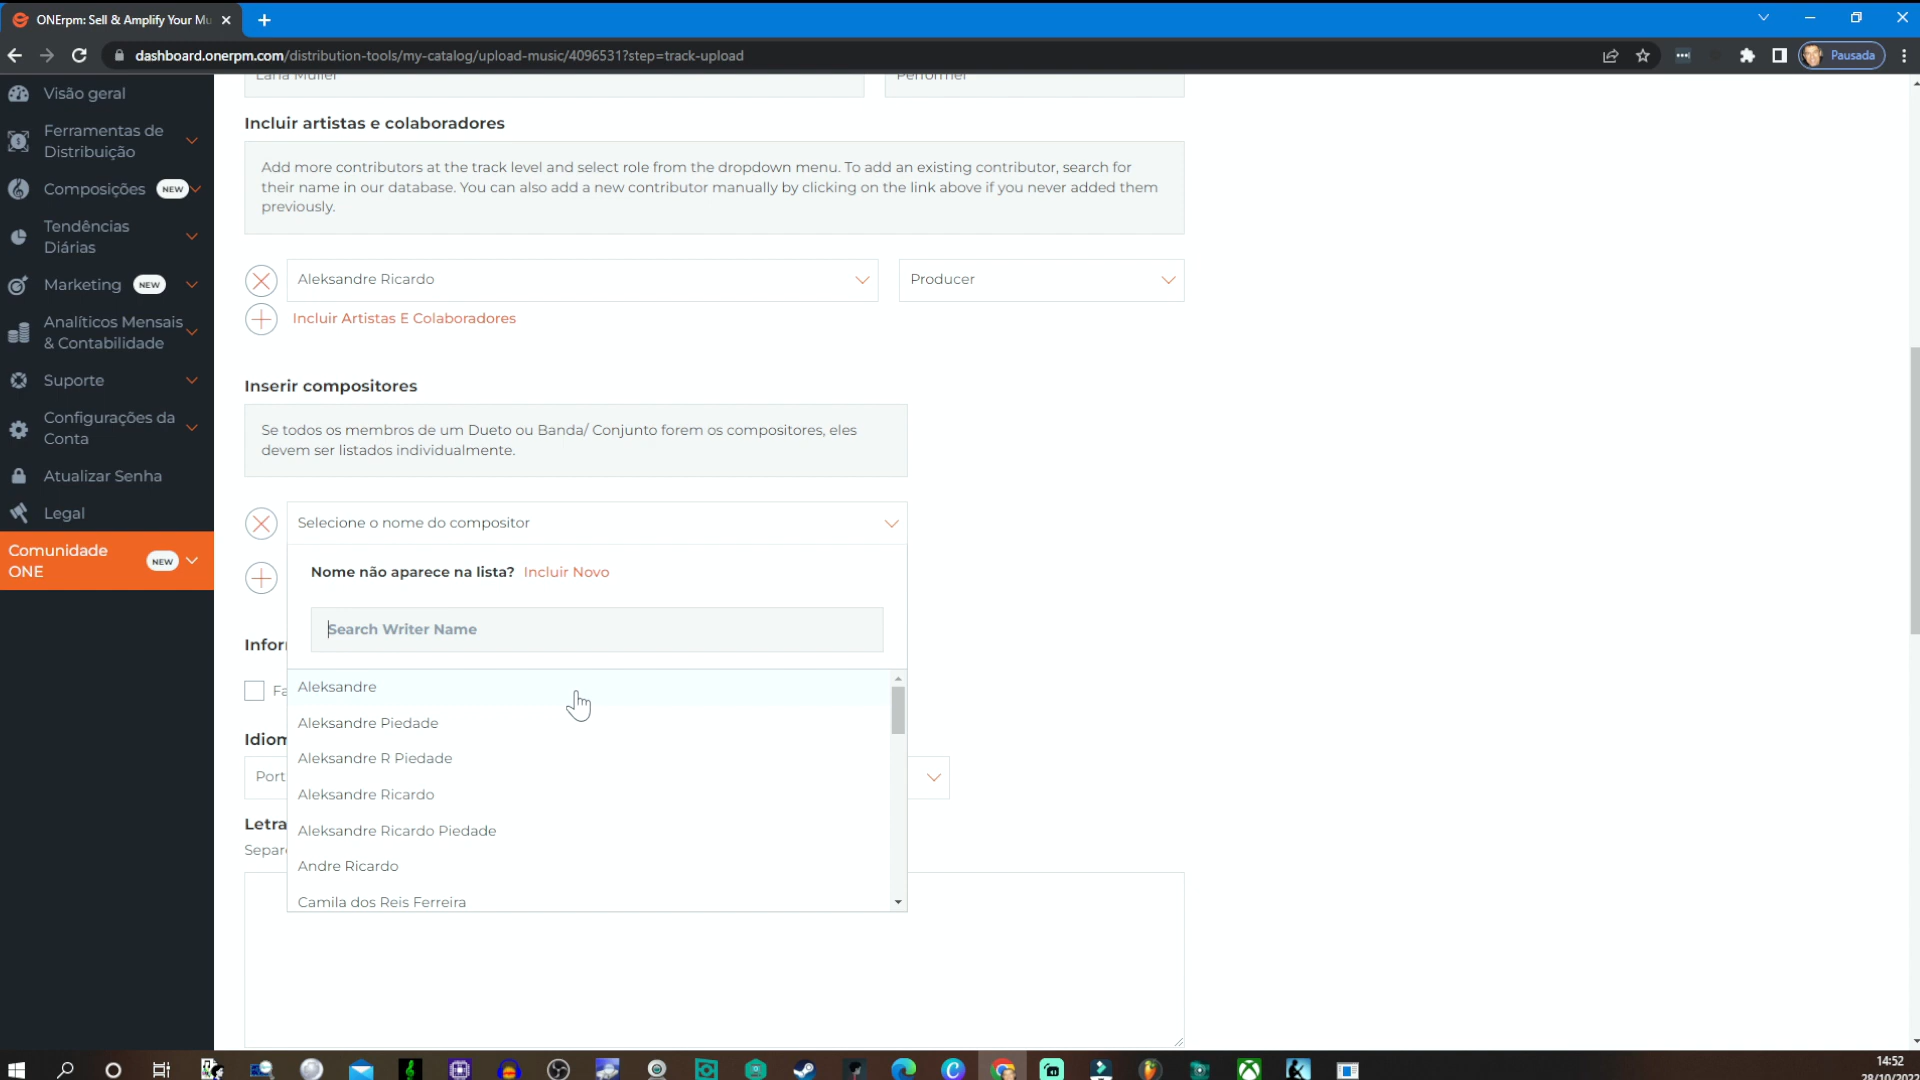 ONErpm: Sell & Amplify Your Mu
dashboard.onerpm.com/distribution-tools/my-catalog/upload-music/4096531?step=track-upload
Pausada
Visão geral
Ferramentas de
Distribuição
Composições NEW
Tendências
Diárias
Marketing NEW
Analíticos Mensais
& Contabilidade
Suporte
Configurações da
Conta
Atualizar Senha
Legal
Comunidade
ONE
NEW
Performer
Incluir artistas e colaboradores
Add more contributors at the track level and select role from the dropdown menu. To add an existing contributor, search for
their name in our database. You can also add a new contributor manually by clicking on the link above if you never added them
previously.
Aleksandre Ricardo
Producer
Incluir Artistas E Colaboradores
Inserir compositores
Se todos os membros de um Dueto ou Banda/ Conjunto forem os compositores, eles
devem ser listados individualmente.
Selecione o nome do compositor
Nome não aparece na lista? Incluir Novo
Search Writer Name
Aleksandre
Aleksandre Piedade
Aleksandre R Piedade
Aleksandre Ricardo
Aleksandre Ricardo Piedade
Andre Ricardo
Camila dos Reis Ferreira
Infor
Fa
Idiom
Port
Letra
Separ
14:52
28/10/2022